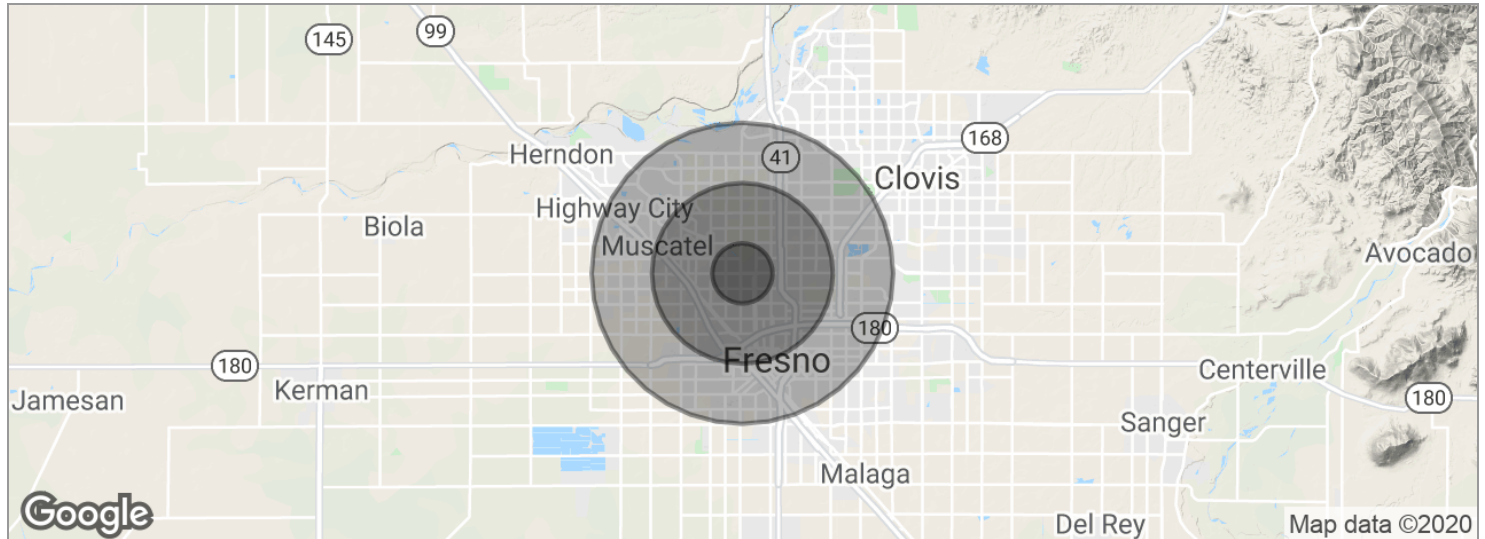 99
145
168
Herndon
41
Clovis
Highway City
Biola
Muscatel
Avocado
180
Fresno
180
Centerville
Kerman
180
Jamesan
Sanger
Malaga
Google
Del Rey
Map data ©2020